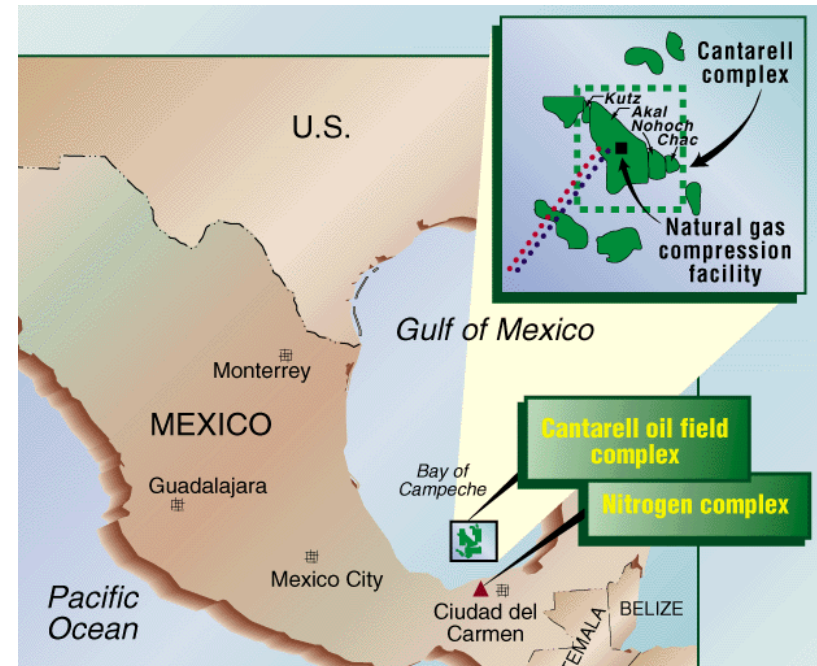 Cantarell
complex
Kutz
Akal
Nohoch
Chac
Natural gas
compression
facility
U.S.
Gulf of Mexico
Monterrey
MEXICO
Guadalajara
Bay of
Campeche
Cantarell oil field
complex
Nitrogen complex
Mexico City
Pacific
Ocean
Ciudad del
Carmen
BELIZE
TEMALA